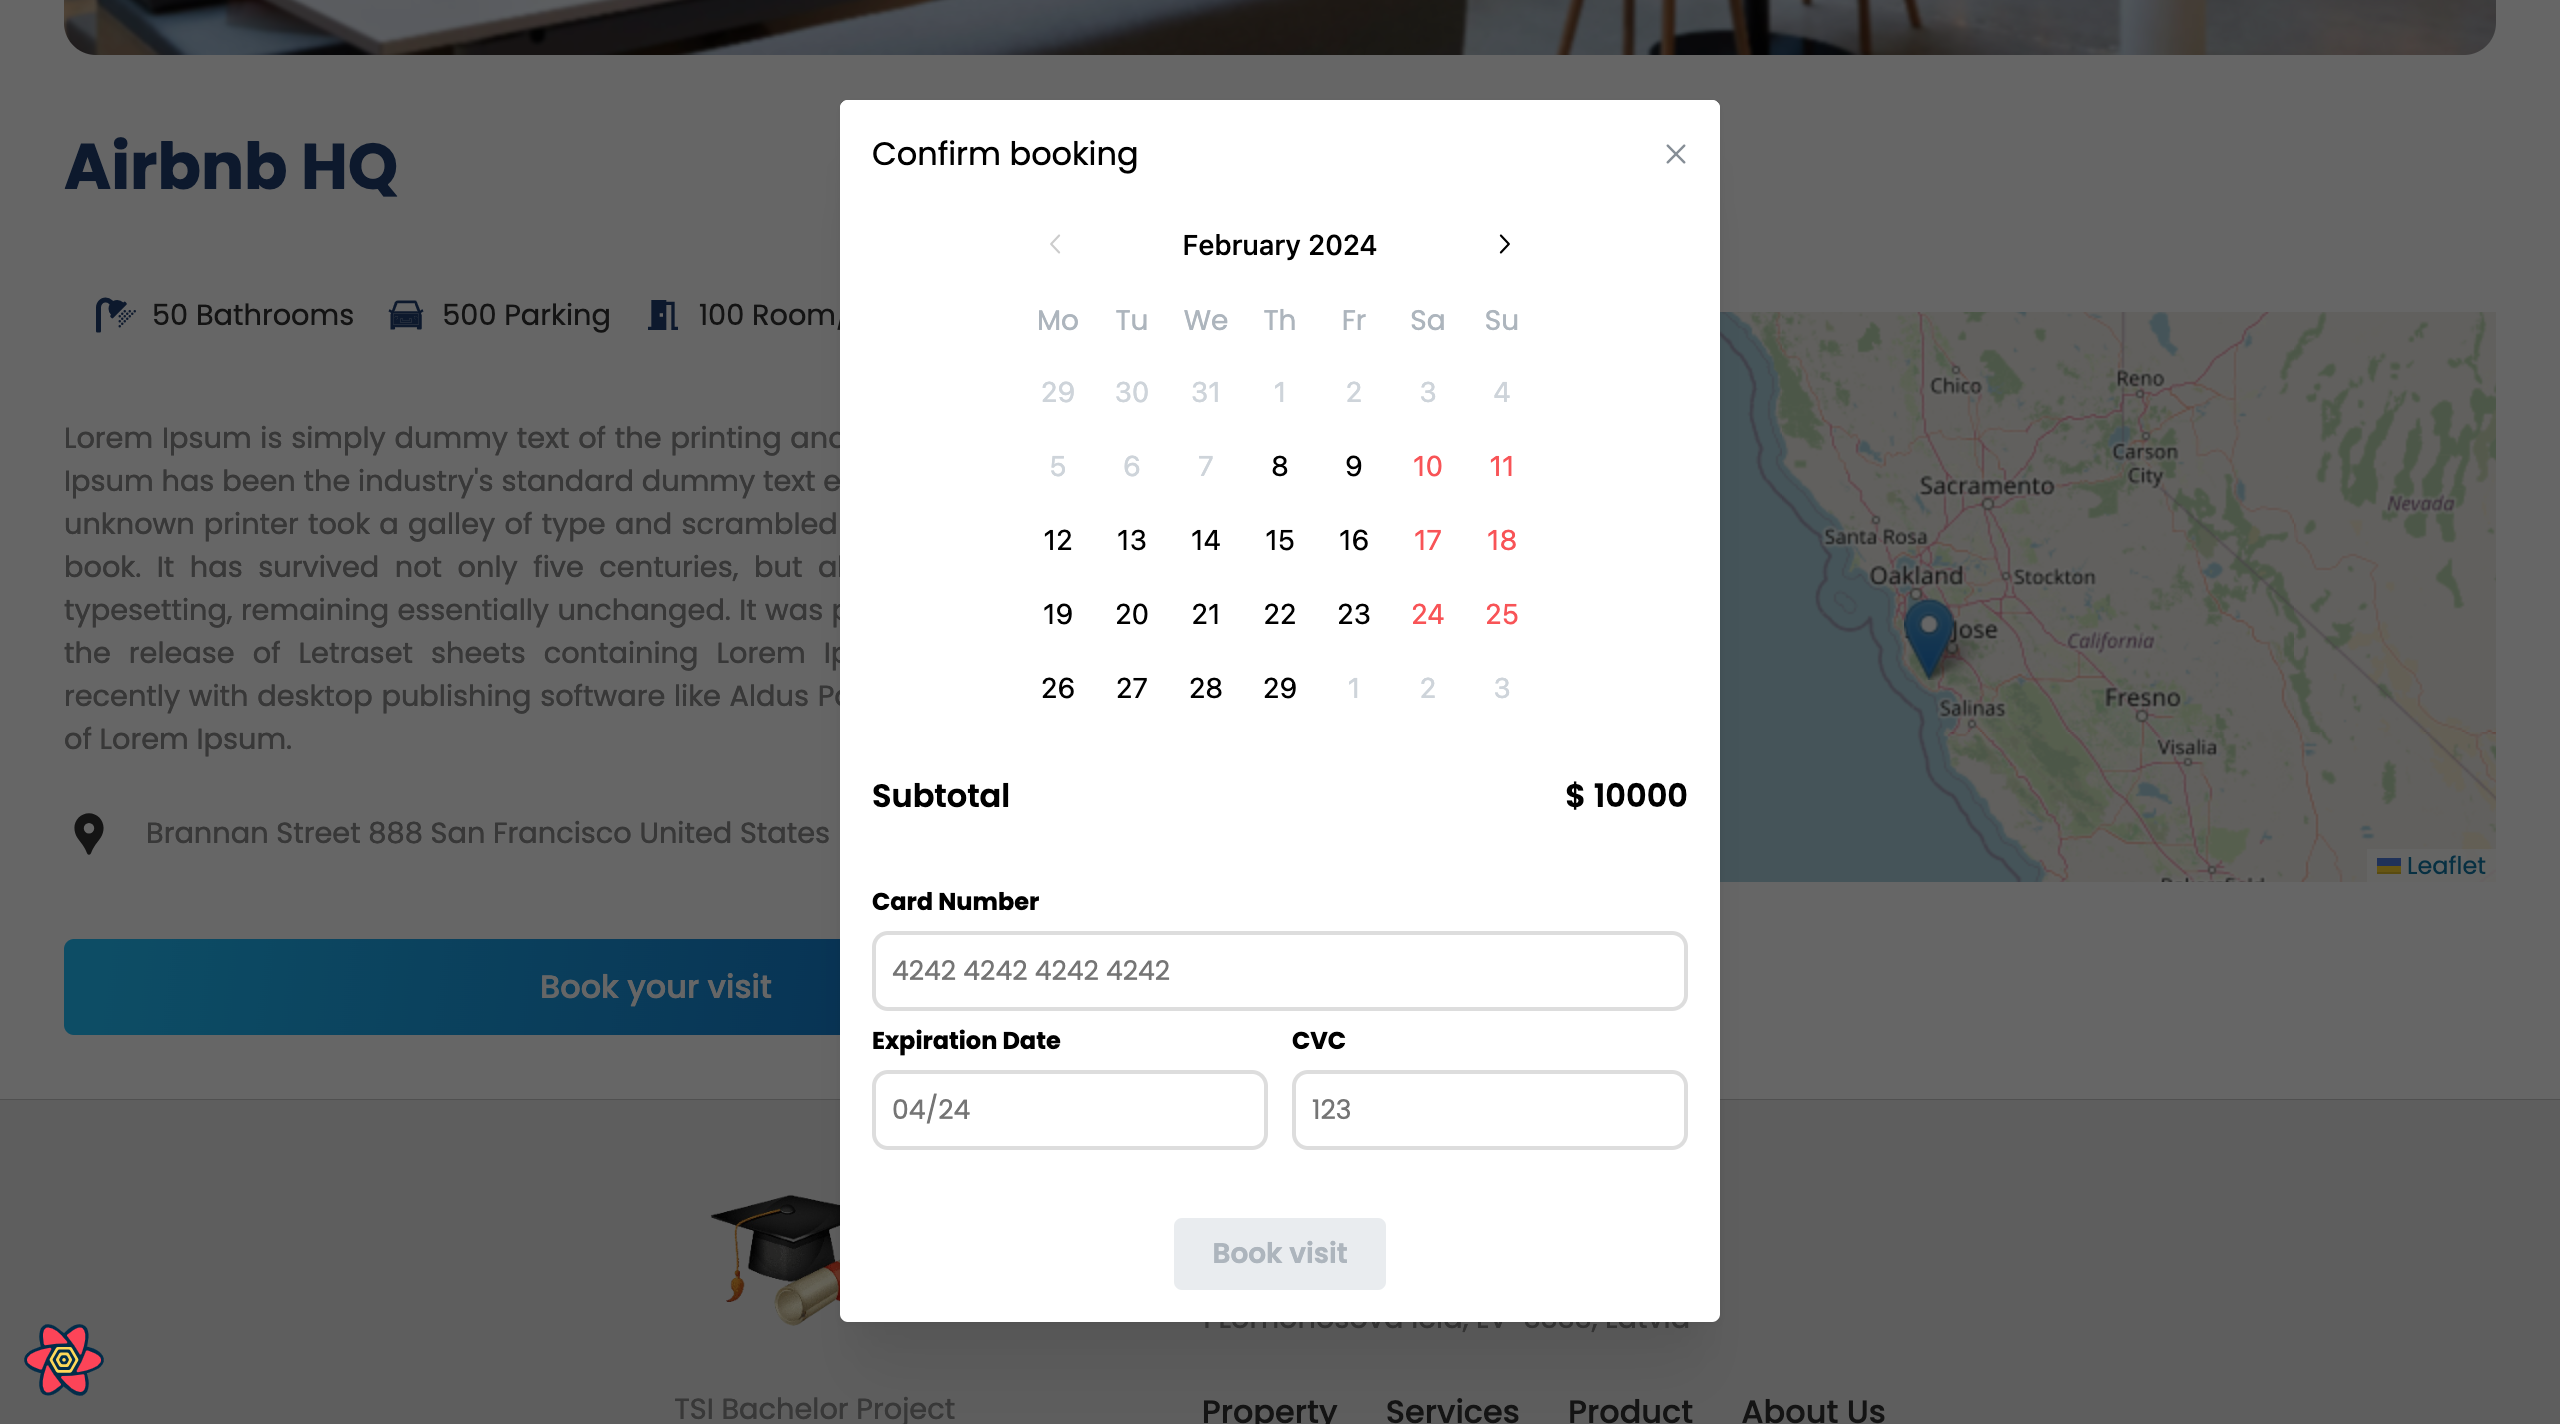 Airbnb HQ
50 Bathrooms 500 Parking 100 Room/
Lorem Ipsum is simply dummy text of the printing and
Ipsum has been the industry's standard dummy text e
unknown printer took a galley of type and scrambled
book. It has survived not only five centuries, but al
typesetting, remaining essentially unchanged. It was p
the release of Letraset sheets containing Lorem Ip
recently with desktop publishing software like Aldus Pa
of Lorem Ipsum.
Brannan Street 888 San Francisco United States
Book your visit
Confirm booking
February 2024
Mo Tu We Th Fr Sa Su
29 30 31 1 2 3 4
5 6 7 8 9 10 11
12 13 14 15 16 17 18
19 20 21 22 23 24 25
26 27 28 29 1 2 3
Subtotal $ 10000
Card Number
4242 4242 4242 4242
Expiration Date CVC
04/24 123
Book visit
Chico
Reno
Carson
City
Sacramento
Nevada
Santa Rosa
Oakland
Stockton
Jose
California
Fresno
Salinas
Visalia
Leaflet
TSI Bachelor Project
Property Services Product About Us